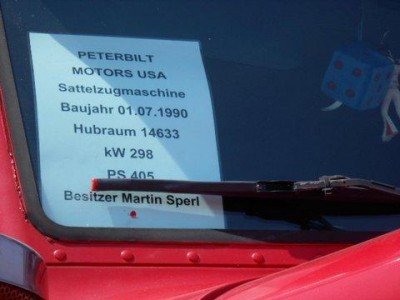 PETERBILT
MOTORS USA
Sattelzugmaschine
Baujahr 01.07.1990
Hubraum 14633
kW 298
PS 405
Besitzer Martin Sperl